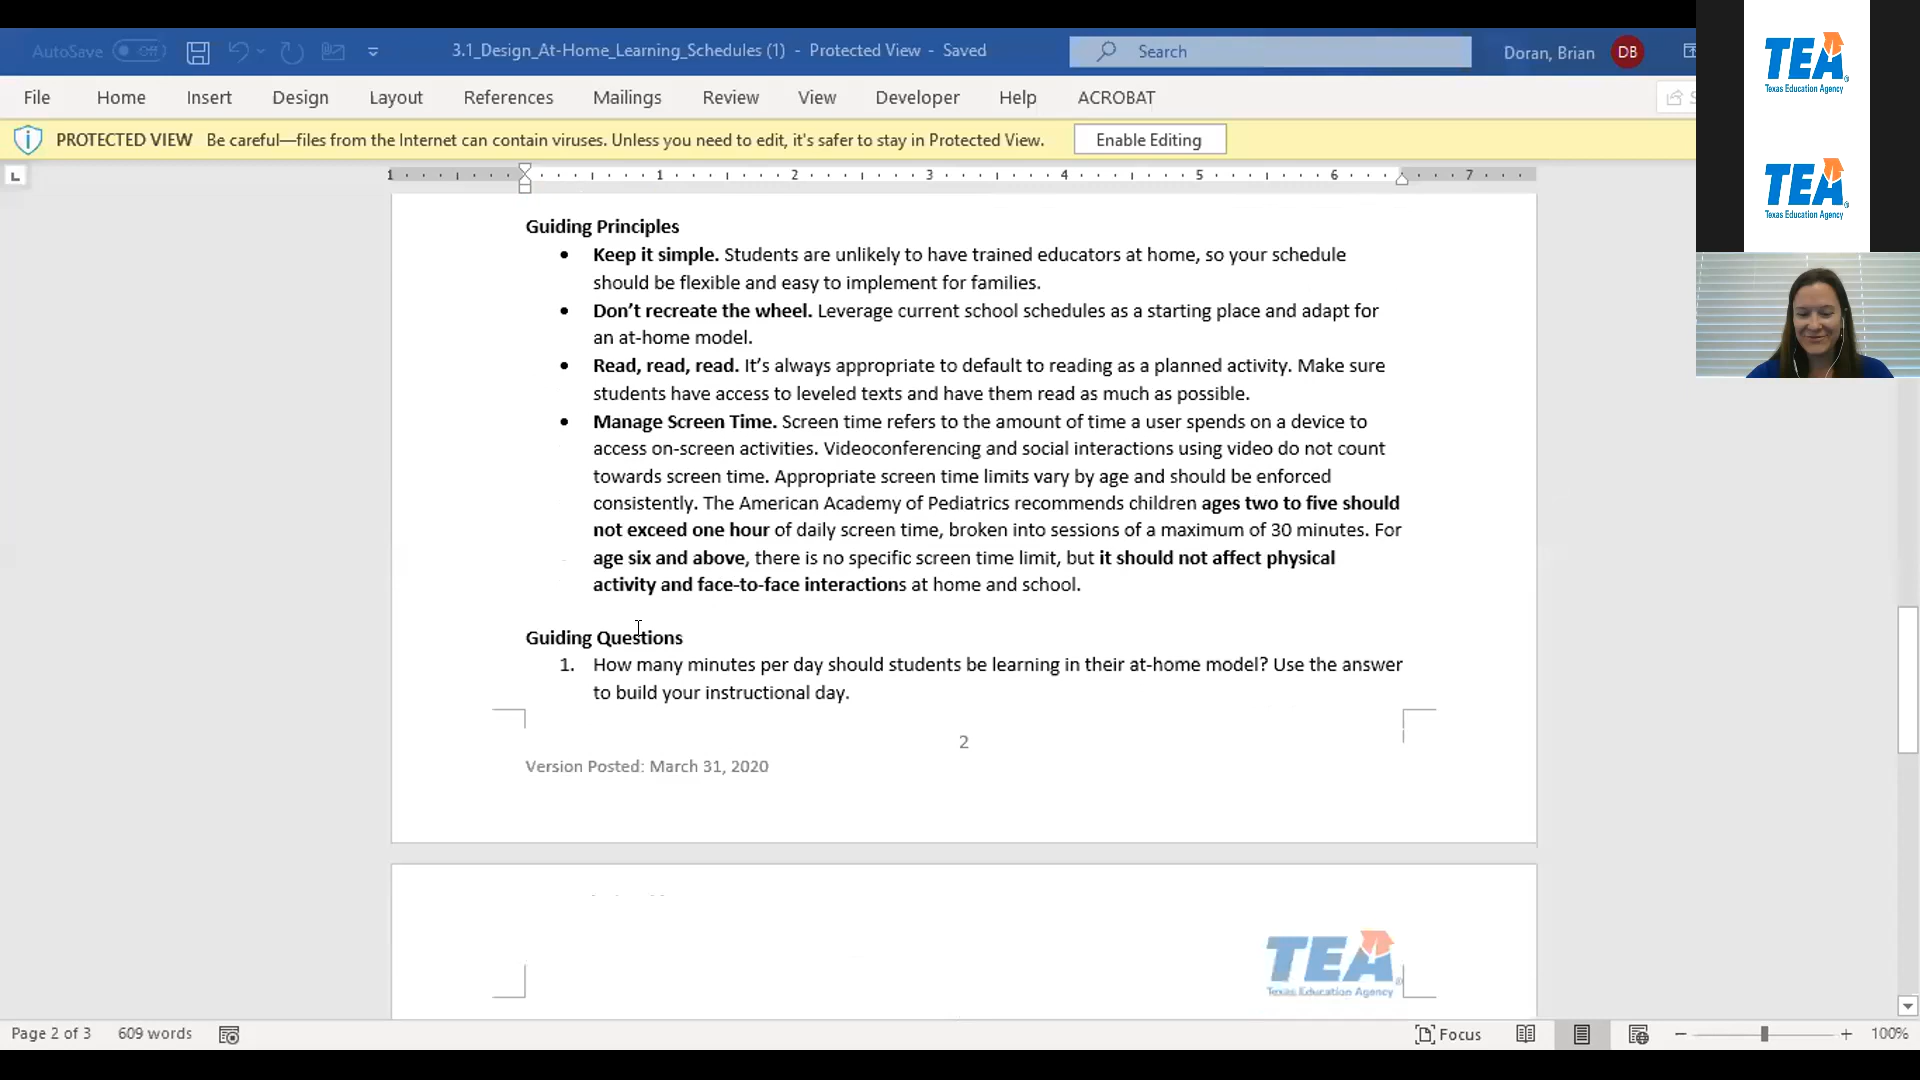 AutoSave Off
3.1_Design_At-Home_Learning_Schedules (1) - Protected View - Saved
Search
Doran, Brian DB
File Home Insert Design Layout References Mailings Review View Developer Help ACROBAT
PROTECTED VIEW Be careful—files from the Internet can contain viruses. Unless you need to edit, it's safer to stay in Protected View. Enable Editing
1 1 2 3 4 5 6 7
Guiding Principles
• Keep it simple. Students are unlikely to have trained educators at home, so your schedule
should be flexible and easy to implement for families.
• Don’t recreate the wheel. Leverage current school schedules as a starting place and adapt for
an at-home model.
• Read, read, read. It’s always appropriate to default to reading as a planned activity. Make sure
students have access to leveled texts and have them read as much as possible.
• Manage Screen Time. Screen time refers to the amount of time a user spends on a device to
access on-screen activities. Videoconferencing and social interactions using video do not count
towards screen time. Appropriate screen time limits vary by age and should be enforced
consistently. The American Academy of Pediatrics recommends children ages two to five should
not exceed one hour of daily screen time, broken into sessions of a maximum of 30 minutes. For
age six and above, there is no specific screen time limit, but it should not affect physical
activity and face-to-face interactions at home and school.
Guiding Questions
1. How many minutes per day should students be learning in their at-home model? Use the answer
to build your instructional day.
2
Version Posted: March 31, 2020
TEA
Texas Education Agency
Page 2 of 3 609 words
Focus
100%
TEA
Texas Education Agency
TEA
Texas Education Agency